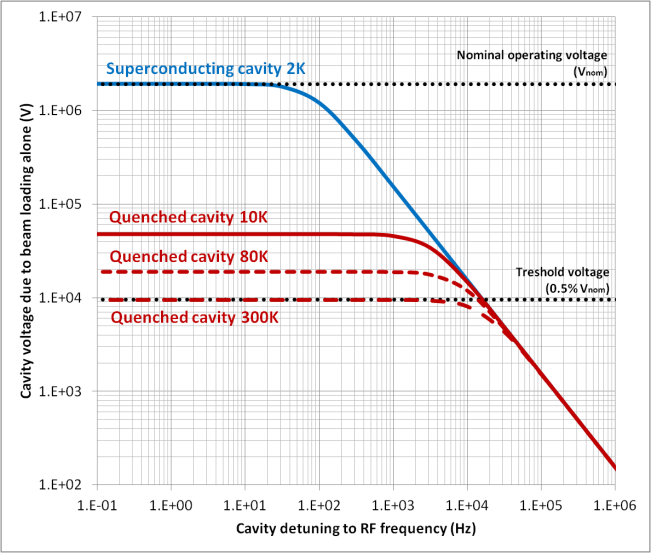 1.E+07
1.E+06
1.E+05
1.E+04
1.E+03
1.E+02
Cavity voltage due to beam loading alone (V)
Nominal operating voltage
(Vnom)
Superconducting cavity 2K
Quenched cavity 10K
Quenched cavity 80K
Treshold voltage
(0.5% Vnom)
Quenched cavity 300K
1.E-01 1.E+00 1.E+01 1.E+02 1.E+03 1.E+04 1.E+05 1.E+06
Cavity detuning to RF frequency (Hz)